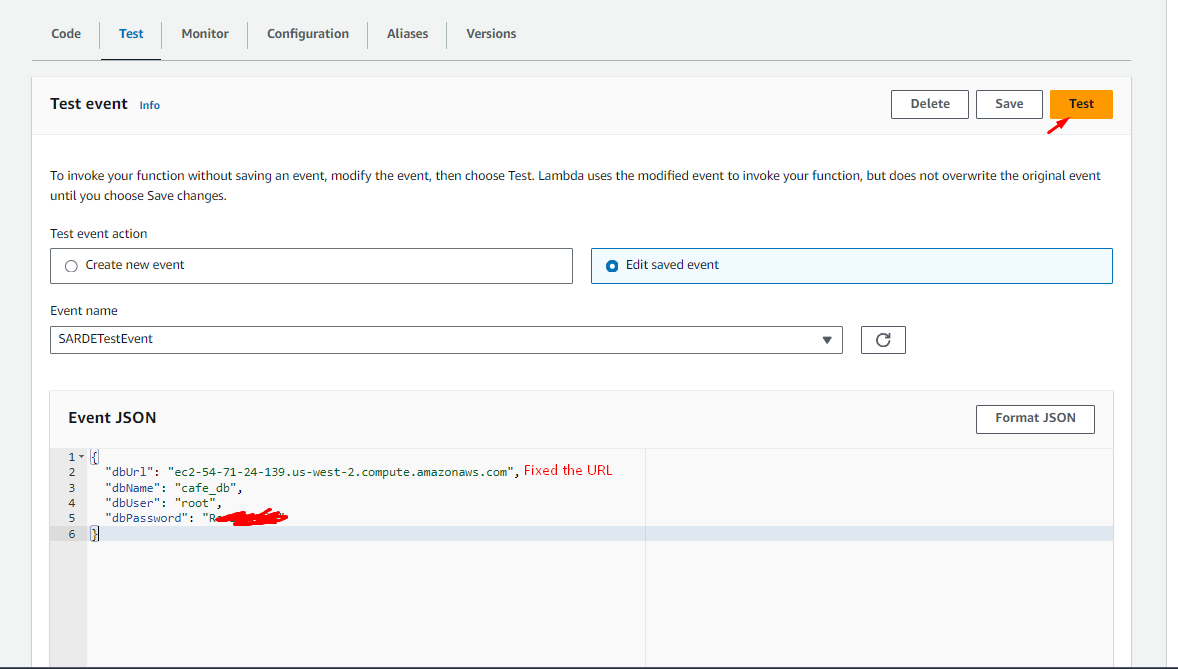 Code Test Monitor Configuration Aliases Versions
Test event Info Delete Save Test
To invoke your function without saving an event, modify the event, then choose Test. Lambda uses the modified event to invoke your function, but does not overwrite the original event
until you choose Save changes.
Test event action
Create new event Edit saved event
Event name
SARDETestEvent
Event JSON Format JSON
1 {
2 "dbUrl": "ec2-54-71-24-139.us-west-2.compute.amazonaws.com", Fixed the URL
3 "dbName": "cafe_db",
4 "dbUser": "root",
5 "dbPassword": "
6 }